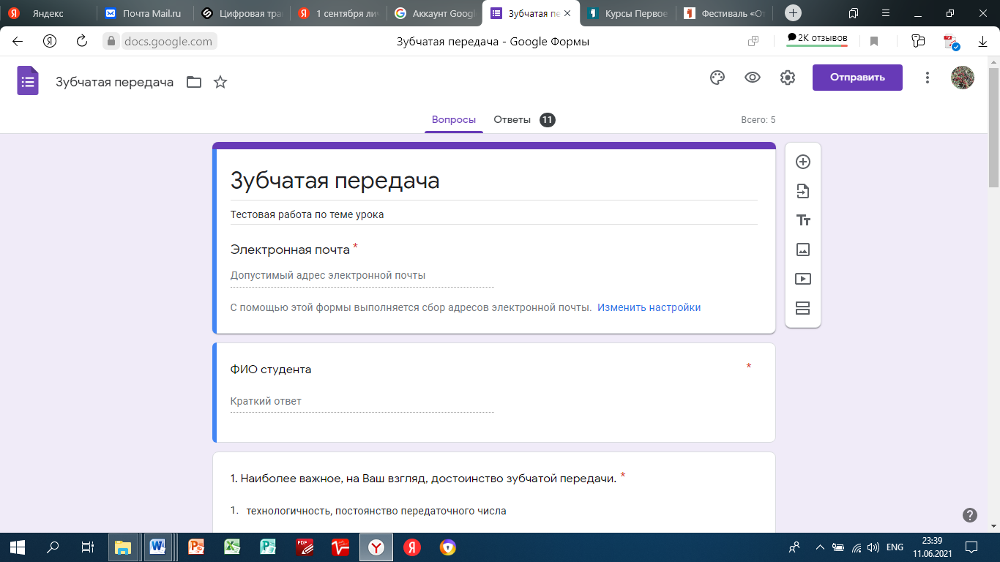 Яндекс
Почта Mail.ru
Цифровая тра
1 сентября ли
Аккаунт Googl
Зубчатая пе
Курсы Первое
Фестиваль «От
docs.google.com
Зубчатая передача - Google Формы
2K отзывов
Зубчатая передача
Отправить
Вопросы
Ответы 11
Всего: 5
Зубчатая передача
Тестовая работа по теме урока
Электронная почта *
Допустимый адрес электронной почты
С помощью этой формы выполняется сбор адресов электронной почты. Изменить настройки
ФИО студента *
Краткий ответ
1. Наиболее важное, на Ваш взгляд, достоинство зубчатой передачи. *
1. технологичность, постоянство передаточного числа
ENG
23:39
11.06.2021